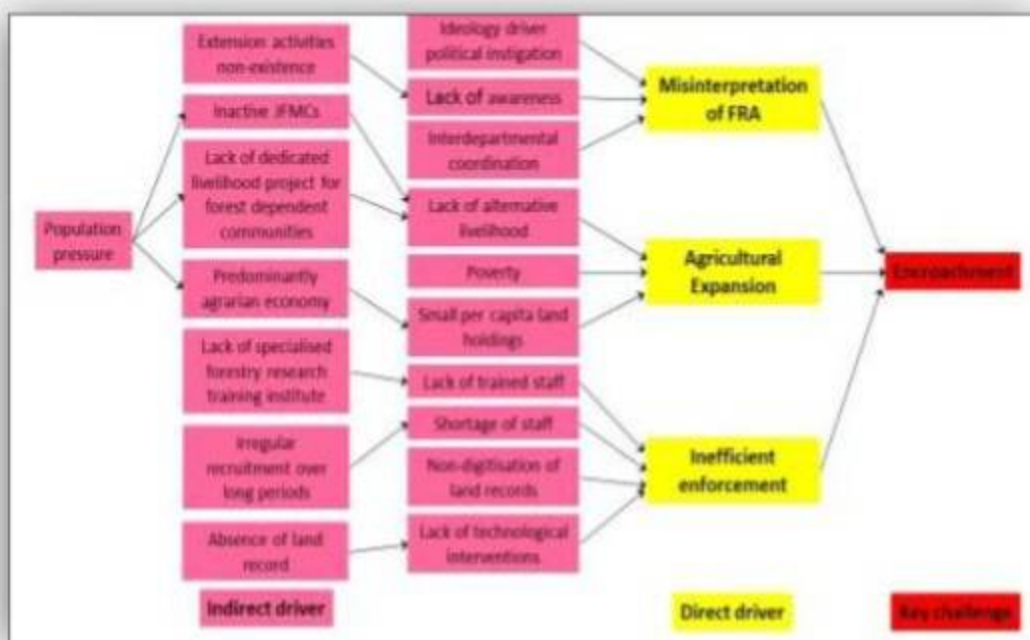 Population
pressure
Extension activities
non-existence
Inactive JFMCs
Lack of dedicated
livelihood project for
forest dependent
communities
Predominantly
agrarian economy
Lack of specialised
forestry research
training institute
Irregular
recruitment over
long periods
Absence of land
record
Indirect driver
Ideology driver
political instigation
Lack of awareness
Interdepartmental
coordination
Lack of alternative
livelihood
Poverty
Small per capita land
holdings
Lack of trained staff
Shortage of staff
Non-digitisation of
land records
Lack of technological
interventions
Misinterpretation
of FRA
Agricultural
Expansion
Inefficient
enforcement
Direct driver
Encroachment
Key challenge